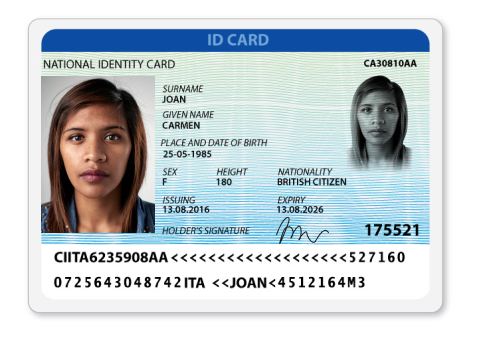 ID CARD
NATIONAL IDENTITY CARD CA30810AA
SURNAME
JOAN
GIVEN NAME
CARMEN
PLACE AND DATE OF BIRTH
25-05-1985
SEX HEIGHT NATIONALITY
F 180 BRITISH CITIZEN
ISSUING EXPIRY
13.08.2016 13.08.2026
HOLDER'S SIGNATURE 175521
CIITA6235908AA<<<<<<<<<<<<<<<<<<<527160
0725643048742ITA <<JOAN<4512164M3